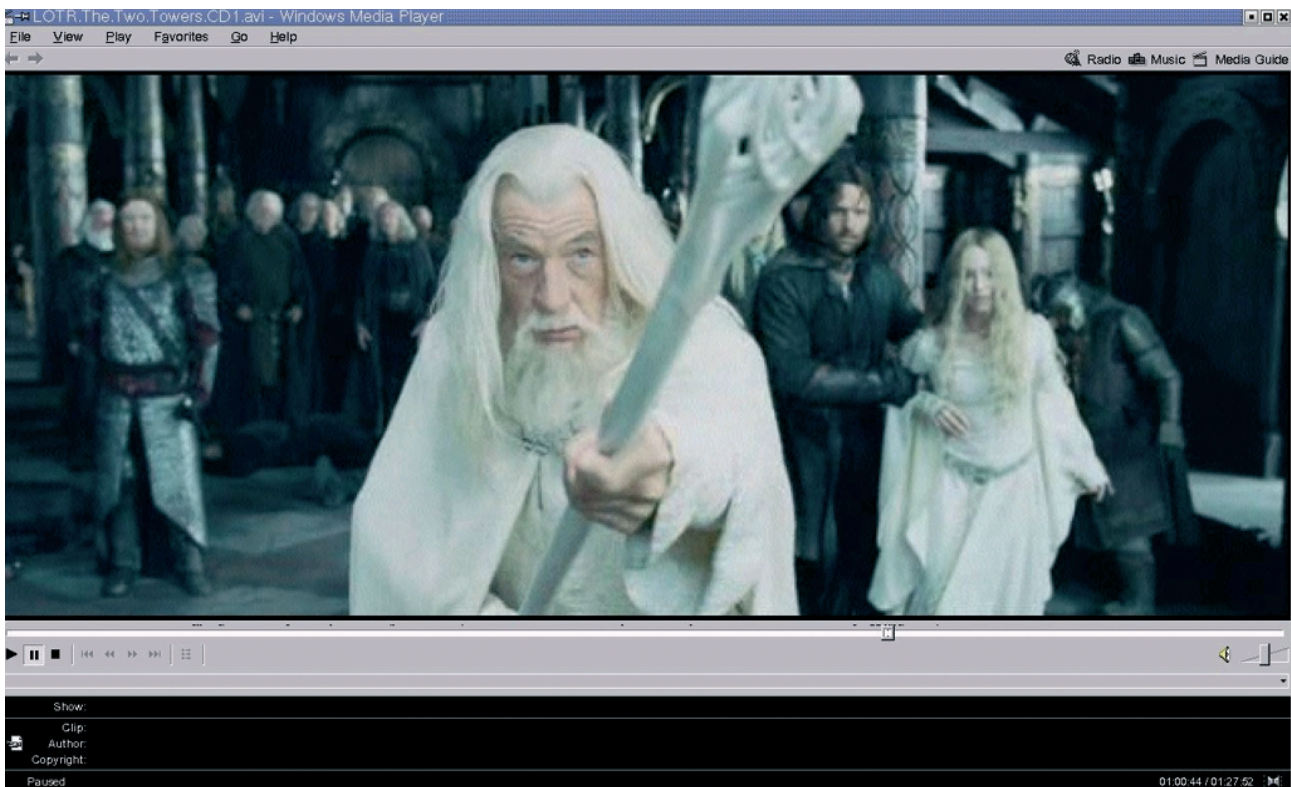 LOTR.The.Two.Towers.CD1.avi - Windows Media Player
File View Play Favorites Go Help
Radio Music Media Guide
Show:
Clip:
Author:
Copyright:
Paused 01:00:44 / 01:27:52